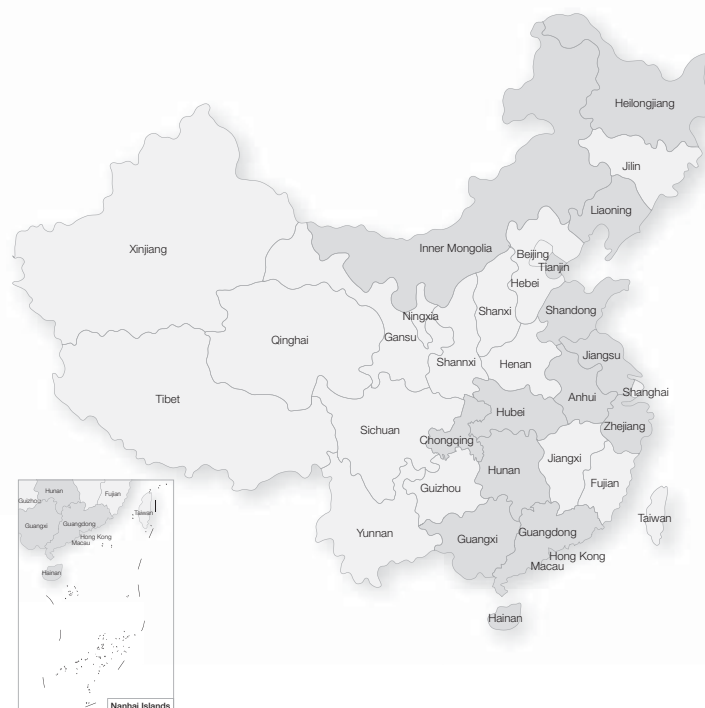 Heilongjiang
Jilin
Liaoning
Xinjiang
Inner Mongolia
Beijing
Tianjin
Hebei
Ningxia
Shanxi
Shandong
Gansu
Qinghai
Jiangsu
Shannxi
Henan
Tibet
Anhui
Shanghai
Hubei
Zhejiang
Sichuan
Chongqing
Jiangxi
Hunan
Fujian
Guizhou
Taiwan
Yunnan
Guangxi
Guangdong
Hong Kong
Macau
Hainan
Hunan
Fujian
Guizhou
Taiwan
Guangxi
Guangdong
Hong Kong
Macau
Hainan
Nanhai Islands